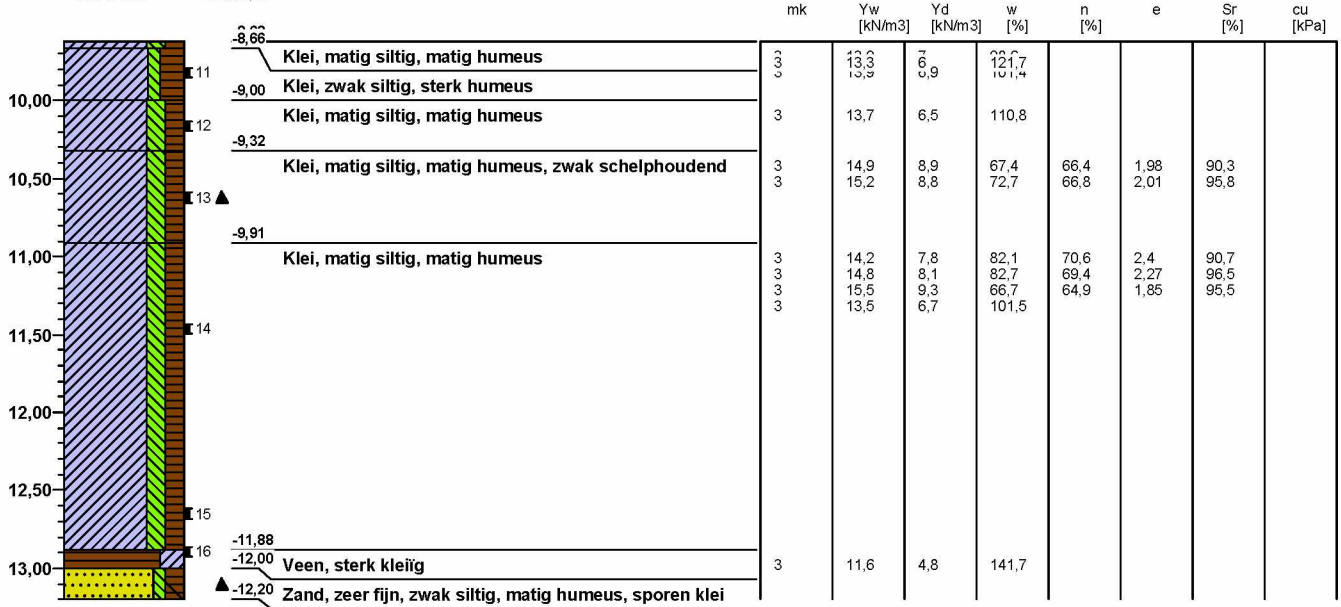 mk Yw Yd w n e Sr cu
[kN/m3] [kN/m3] [%] [%] [%] [kPa]
-8,66
Klei, matig siltig, matig humeus 3 13,3 7 121,7
11
Klei, zwak siltig, sterk humeus
10,00 -9,00
Klei, matig siltig, matig humeus 3 13,7 6,5 110,8
12
-9,32
Klei, matig siltig, matig humeus, zwak schelphoudend 3 14,9 8,9 67,4 66,4 1,98 90,3
10,50 3 15,2 8,8 72,7 66,8 2,01 95,8
13
-9,91
11,00 Klei, matig siltig, matig humeus 3 14,2 7,8 82,1 70,6 2,4 90,7
3 14,8 8,1 82,7 69,4 2,27 96,5
3 15,5 9,3 66,7 64,9 1,85 95,5
3 13,5 6,7 101,5
14
11,50
12,00
12,50
15
-11,88
16
-12,00
13,00 Veen, sterk kleiïg 3 11,6 4,8 141,7
-12,20 Zand, zeer fijn, zwak siltig, matig humeus, sporen klei